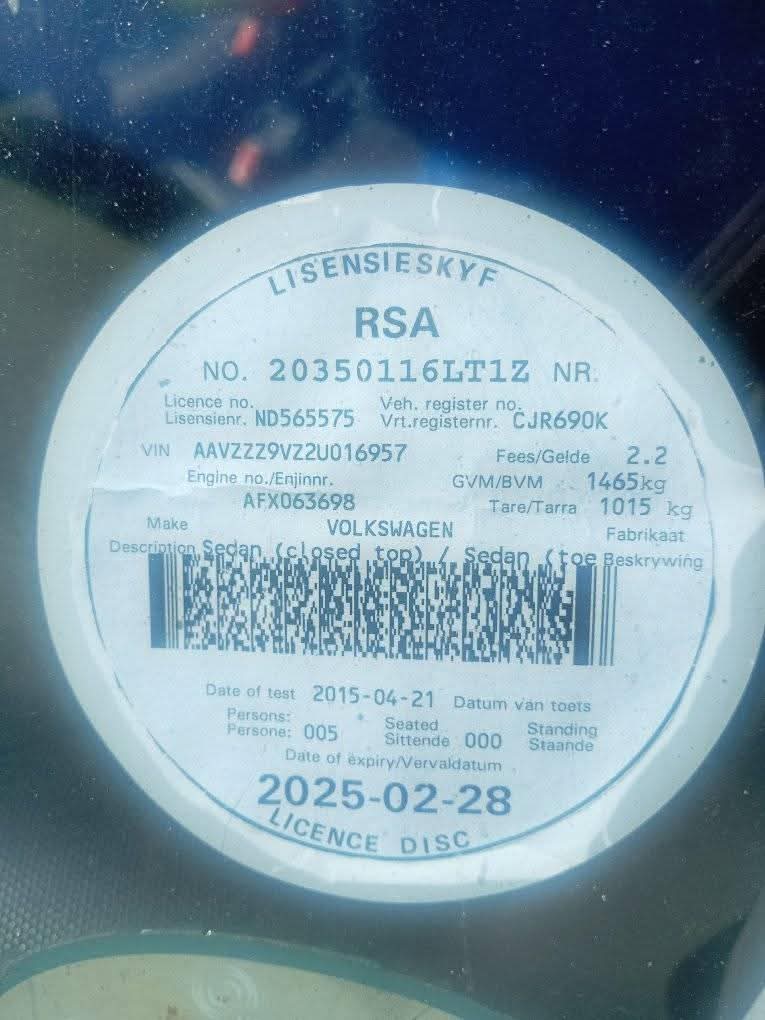 LISENSIESKYF
RSA
NO. 20350116LT1Z NR.
Licence no. Veh. register no.
Lisensienr. ND565575 Vrt.registernr. CJR690K
VIN AAVZZZ9VZ2U016957 Fees/Gelde 2.2
Engine no./Enjinnr. GVM/BVM 1465kg
AFX063698 Tare/Tarra 1015 kg
Make VOLKSWAGEN Fabrikaat
Description Sedan (closed top) / Sedan (toe Beskrywing
Date of test 2015-04-21 Datum van toets
Persons: Seated Standing
Persone: 005 Sittende 000 Staande
Date of expiry/Vervaldatum
2025-02-28
LICENCE DISC